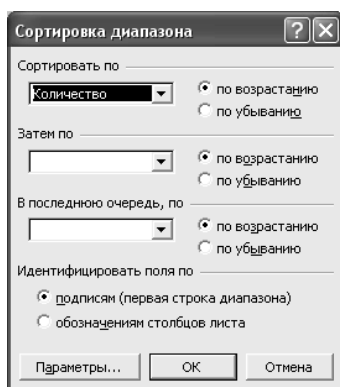 Сортировка диапазона
Сортировать по
Количество
по возрастанию
по убыванию
Затем по
по возрастанию
по убыванию
В последнюю очередь, по
по возрастанию
по убыванию
Идентифицировать поля по
подписям (первая строка диапазона)
обозначениям столбцов листа
Параметры... ОК Отмена